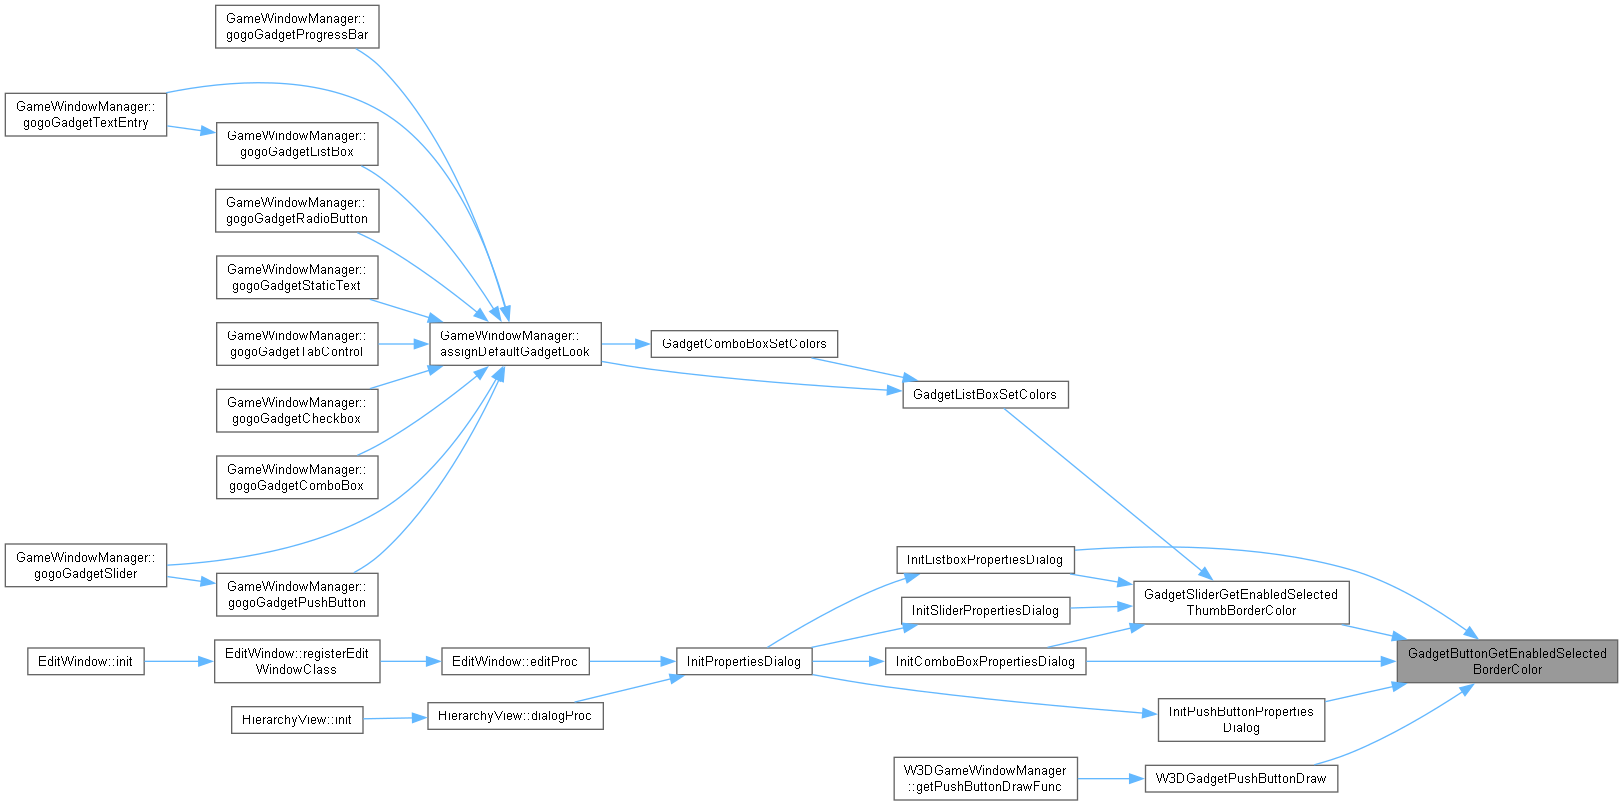 GameWindowManager::
gogoGadgetProgressBar
GameWindowManager::
gogoGadgetTextEntry
GameWindowManager::
gogoGadgetListBox
GameWindowManager::
gogoGadgetRadioButton
GameWindowManager::
gogoGadgetStaticText
GameWindowManager::
gogoGadgetTabControl
GameWindowManager::
assignDefaultGadgetLook
GadgetComboBoxSetColors
GadgetListBoxSetColors
GameWindowManager::
gogoGadgetCheckbox
GameWindowManager::
gogoGadgetComboBox
GameWindowManager::
gogoGadgetSlider
GameWindowManager::
gogoGadgetPushButton
InitListboxPropertiesDialog
GadgetSliderGetEnabledSelected
ThumbBorderColor
InitSliderPropertiesDialog
EditWindow::init
EditWindow::registerEdit
WindowClass
EditWindow::editProc
InitPropertiesDialog
InitComboBoxPropertiesDialog
GadgetButtonGetEnabledSelected
BorderColor
HierarchyView::init
HierarchyView::dialogProc
InitPushButtonProperties
Dialog
W3DGameWindowManager
::getPushButtonDrawFunc
W3DGadgetPushButtonDraw